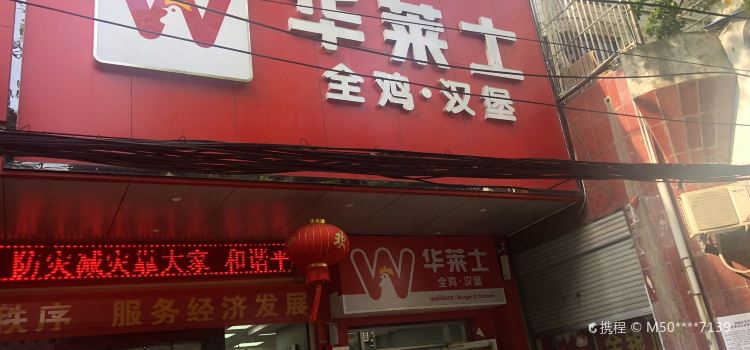 W
华莱士
全鸡·汉堡
防火减灾靠大家 和谐平
秩序 服务经济发展
W 华莱士
全鸡·汉堡
wallace | Burger & Chicken
携程 © M50****7139